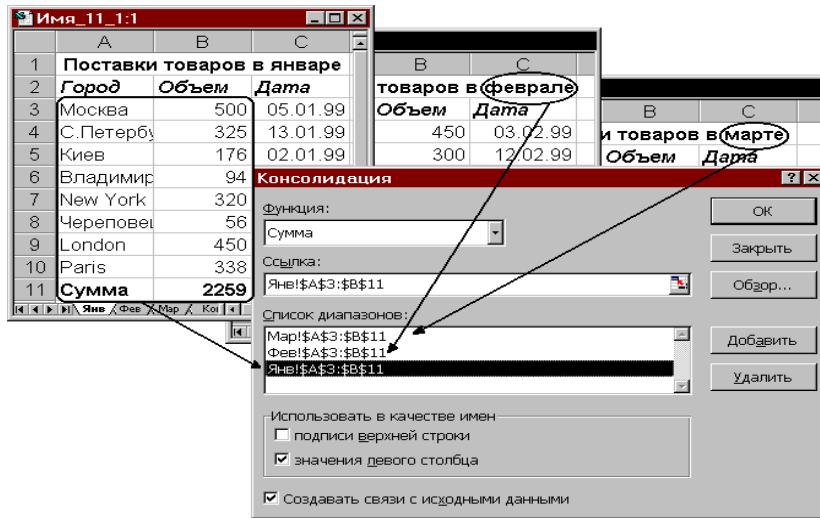 Имя_11_1:1
A B C
1 Поставки товаров в январе
2 Город Объем Дата
3 Москва 500 05.01.99
4 С.Петербу 325 13.01.99
5 Киев 176 02.01.99
6 Владимир 94
7 New York 320
8 Черепове 56
9 London 450
10 Paris 338
11 Сумма 2259
Янв Фев Мар Ко
B C
товаров в феврале
Объем Дата
450 03.02.99
300 12.02.99
B C
и товаров в марте
Объем Дата
Консолидация
Функция:
Сумма
Ссылка:
Янв!$A$3:$B$11
Список диапазонов:
Мар!$A$3:$B$11
Фев!$A$3:$B$11
Янв!$A$3:$B$11
ОК
Закрыть
Обзор...
Добавить
Удалить
Использовать в качестве имен
подписи верхней строки
значения левого столбца
Создавать связи с исходными данными